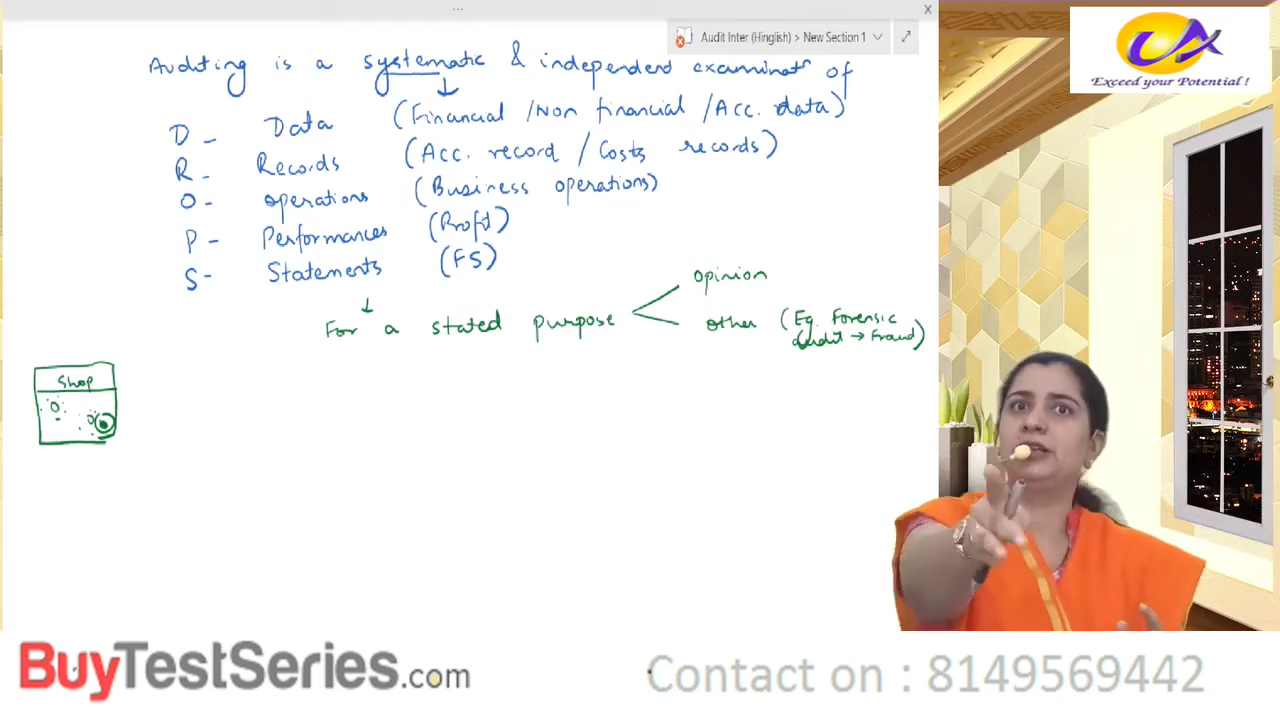 ...
X
Audit Inter (Hinglish) > New Section 1
CA
Exceed your Potential !
Auditing is a systematic & independent examinatn of
D - Data (Financial / Non financial / Acc. data)
R - Records (Acc. record / Costs records)
O - operations (Business operations)
P - Performances (Profit)
S - Statements (FS)
For a stated purpose
opinion
other (Eg. Forensic
Audit → Fraud)
Shop
BuyTestSeries.com
Contact on : 8149569442